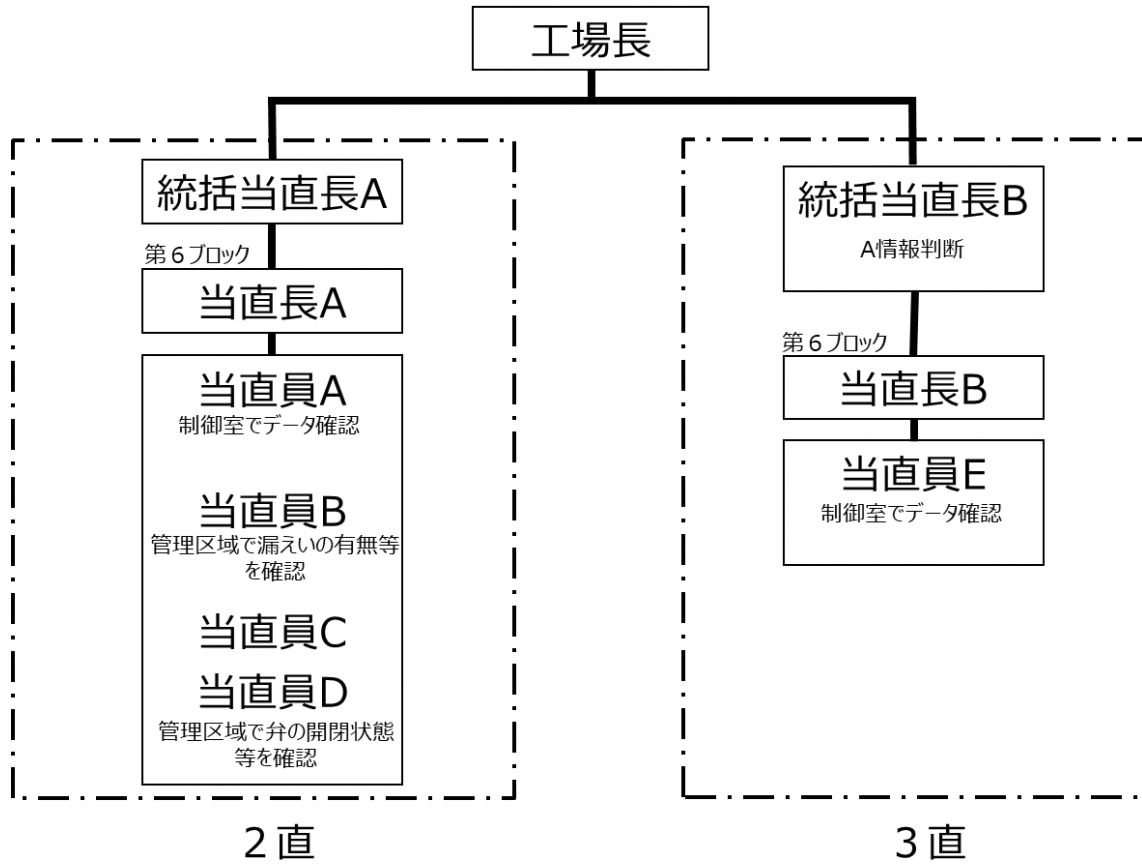 工場長
統括当直長A
第６ブロック
当直長A
当直員A
制御室でデータ確認
当直員B
管理区域で漏えいの有無等
を確認
当直員C
当直員D
管理区域で弁の開閉状態
等を確認
２直
統括当直長B
A情報判断
第６ブロック
当直長B
当直員E
制御室でデータ確認
３直